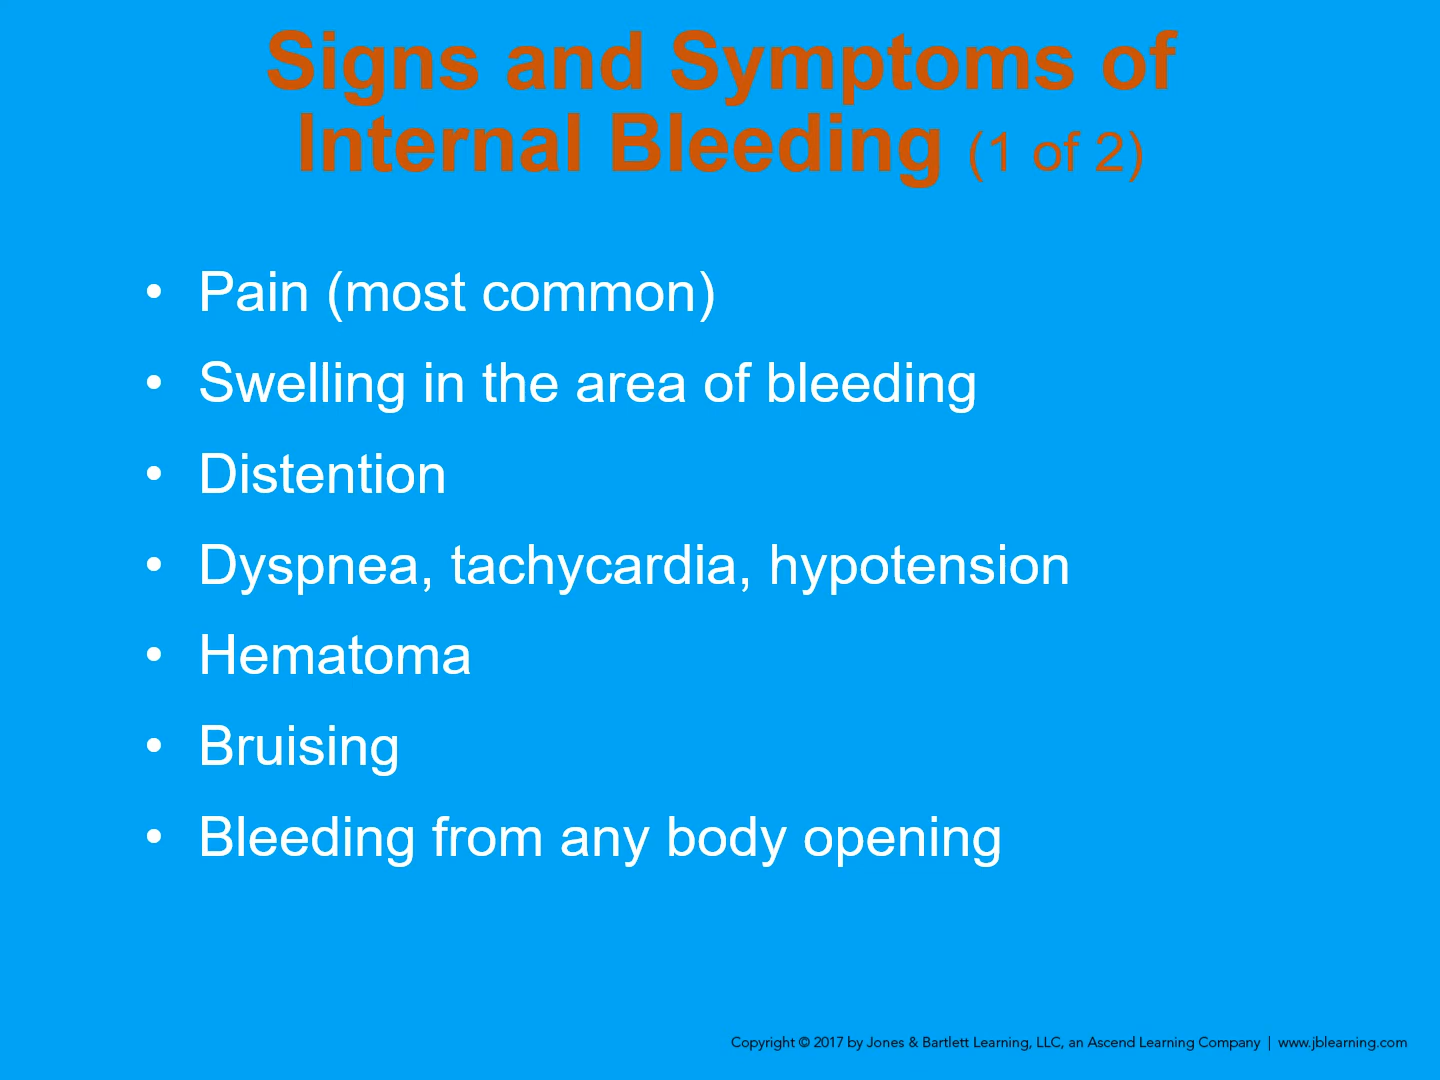 Signs and Symptoms of
Internal Bleeding (1 of 2)
• Pain (most common)
• Swelling in the area of bleeding
• Distention
• Dyspnea, tachycardia, hypotension
• Hematoma
• Bruising
• Bleeding from any body opening
Copyright © 2017 by Jones & Bartlett Learning, LLC, an Ascend Learning Company | www.jblearning.com